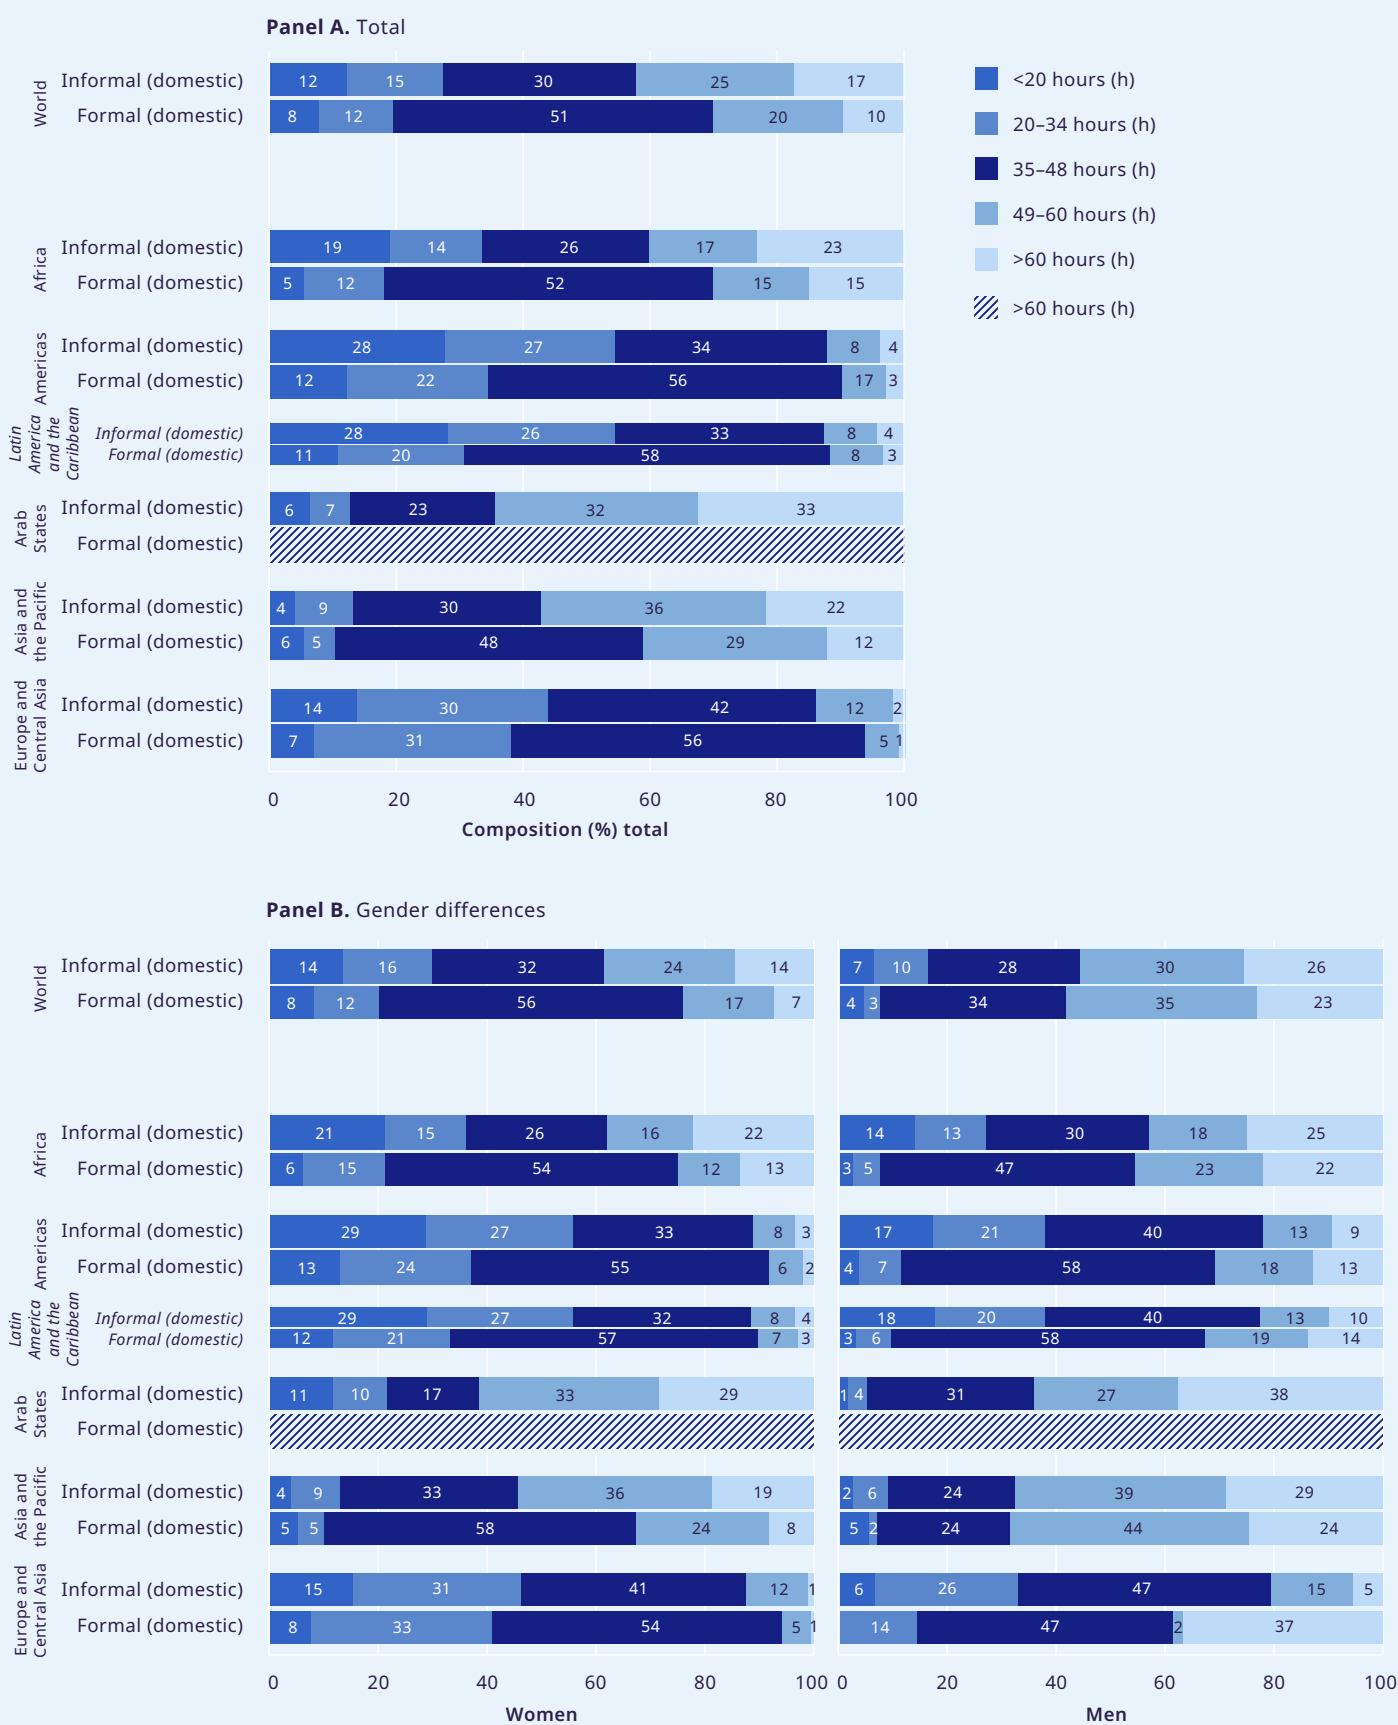 Panel A. Total
World
Informal (domestic) 12 15 30 25 17
Formal (domestic) 8 12 51 20 10
<20 hours (h)
20–34 hours (h)
35–48 hours (h)
49–60 hours (h)
>60 hours (h)
>60 hours (h)
Africa
Informal (domestic) 19 14 26 17 23
Formal (domestic) 5 12 52 15 15
Americas
Informal (domestic) 28 27 34 8 4
Formal (domestic) 12 22 56 17 3
Latin
America
and the
Caribbean
Informal (domestic) 28 26 33 8 4
Formal (domestic) 11 20 58 8 3
Arab
States
Informal (domestic) 6 7 23 32 33
Formal (domestic)
Asia and
the Pacific
Informal (domestic) 4 9 30 36 22
Formal (domestic) 6 5 48 29 12
Europe and
Central Asia
Informal (domestic) 14 30 42 12 2
Formal (domestic) 7 31 56 5 1
0 20 40 60 80 100
Composition (%) total
Panel B. Gender differences
World
Informal (domestic) 14 16 32 24 14 7 10 28 30 26
Formal (domestic) 8 12 56 17 7 4 3 34 35 23
Africa
Informal (domestic) 21 15 26 16 22 14 13 30 18 25
Formal (domestic) 6 15 54 12 13 3 5 47 23 22
Americas
Informal (domestic) 29 27 33 8 3 17 21 40 13 9
Formal (domestic) 13 24 55 6 2 4 7 58 18 13
Latin
America
and the
Caribbean
Informal (domestic) 29 27 32 8 4 18 20 40 13 10
Formal (domestic) 12 21 57 7 3 3 6 58 19 14
Arab
States
Informal (domestic) 11 10 17 33 29 1 4 31 27 38
Formal (domestic)
Asia and
the Pacific
Informal (domestic) 4 9 33 36 19 2 6 24 39 29
Formal (domestic) 5 5 58 24 8 5 2 24 44 24
Europe and
Central Asia
Informal (domestic) 15 31 41 12 1 6 26 47 15 5
Formal (domestic) 8 33 54 5 1 14 47 2 37
0 20 40 60 80 100 0 20 40 60 80 100
Women Men